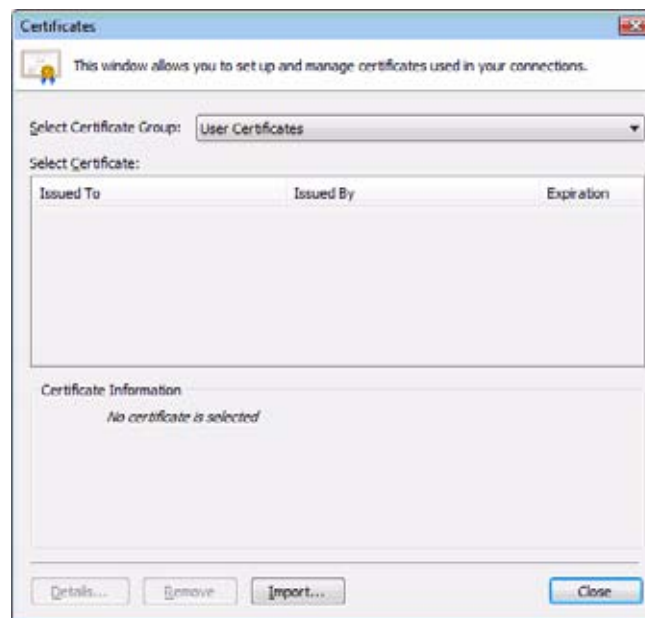 Certificates
This window allows you to set up and manage certificates used in your connections.
Select Certificate Group: User Certificates
Select Certificate:
Issued To Issued By Expiration
Certificate Information
No certificate is selected
Details... Remove Import... Close